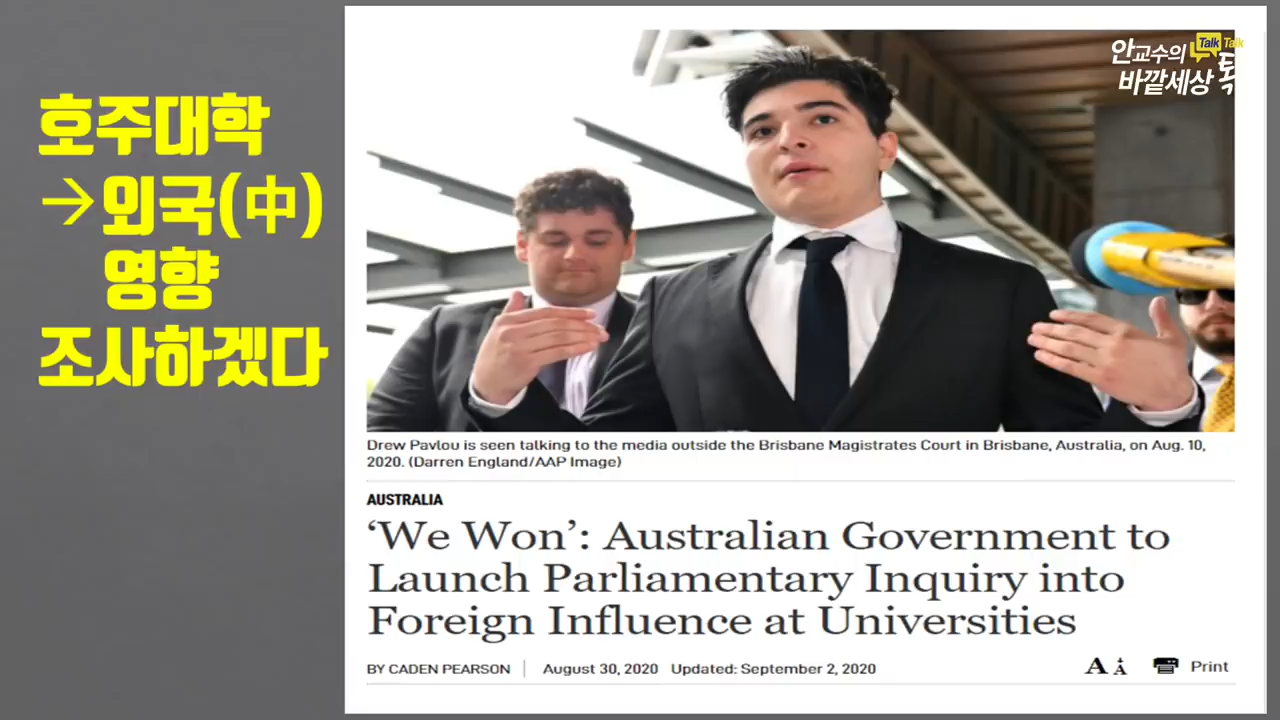 호주대학
→외국(中)
영향
조사하겠다
안교수의 Talk Talk
바깥세상 톡
Drew Pavlou is seen talking to the media outside the Brisbane Magistrates Court in Brisbane, Australia, on Aug. 10,
2020. (Darren England/AAP Image)
AUSTRALIA
‘We Won’: Australian Government to
Launch Parliamentary Inquiry into
Foreign Influence at Universities
BY CADEN PEARSON | August 30, 2020 Updated: September 2, 2020 A A Print